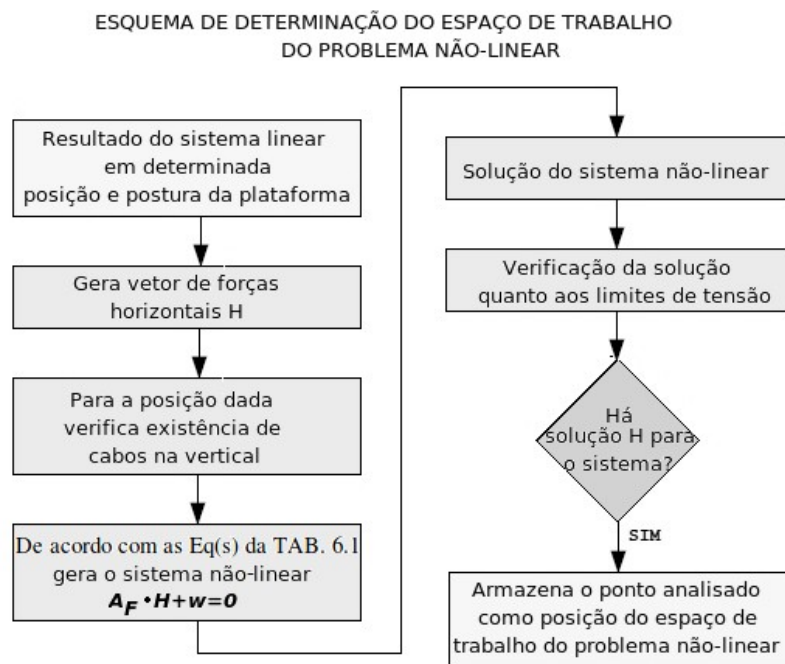 ESQUEMA DE DETERMINAÇÃO DO ESPAÇO DE TRABALHO
DO PROBLEMA NÃO-LINEAR
Resultado do sistema linear
em determinada
posição e postura da plataforma
Gera vetor de forças
horizontais H
Para a posição dada
verifica existência de
cabos na vertical
De acordo com as Eq(s) da TAB. 6.1
gera o sistema não-linear
A_F • H+w=0
Solução do sistema não-linear
Verificação da solução
quanto aos limites de tensão
Há
solução H para
o sistema?
SIM
Armazena o ponto analisado
como posição do espaço de
trabalho do problema não-linear